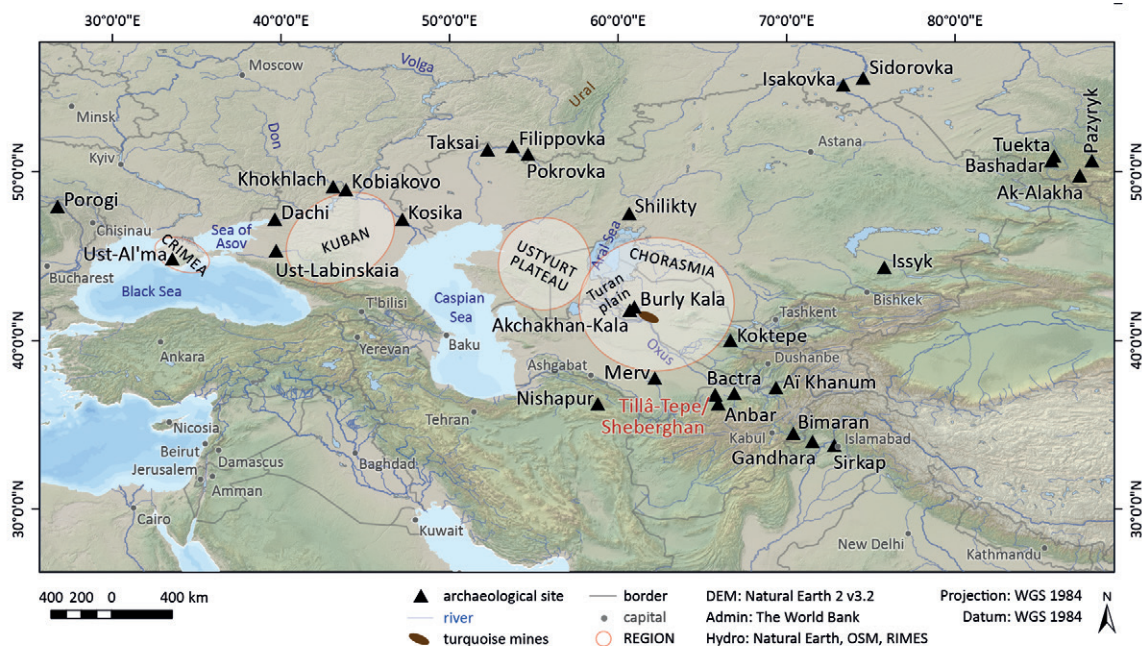 30°0'0"E
40°0'0"E
50°0'0"E
60°0'0"E
70°0'0"E
80°0'0"E
50°0'0"N
40°0'0"N
30°0'0"N
50°0'0"N
40°0'0"N
30°0'0"N
Moscow
Volga
Ural
Isakovka
Sidorovka
Minsk
Don
Astana
Taksai
Filippovka
Pokrovka
Tuekta
Bashadar
Pazyryk
Ak-Alakha
Kyiv
Khokhlach
Kobiakovo
Porogi
Chisinau
Dachi
Kosika
Shilikty
Sea of
Asov
KUBAN
CRIMEA
Ust-Al'ma
Ust-Labinskaia
USTYURT
PLATEAU
Aral Sea
CHORASMIA
Issyk
Bucharest
Black Sea
Caspian
Sea
Turan
plain
Burly Kala
Akchakhan-Kala
Bishkek
Tashkent
T'bilisi
Yerevan
Baku
Oxus
Koktepe
Ankara
Ashgabat
Dushanbe
Merv
Bactra
Aï Khanum
Nishapur
Tillâ-Tepe/
Sheberghan
Anbar
Tehran
Kabul
Bimaran
Islamabad
Gandhara
Sirkap
Nicosia
Beirut
Damascus
Jerusalem
Baghdad
Amman
Cairo
Kuwait
New Delhi
Kathmandu
400 200 0 400 km
archaeological site
river
turquoise mines
border
capital
REGION
DEM: Natural Earth 2 v3.2
Admin: The World Bank
Hydro: Natural Earth, OSM, RIMES
Projection: WGS 1984
Datum: WGS 1984
N